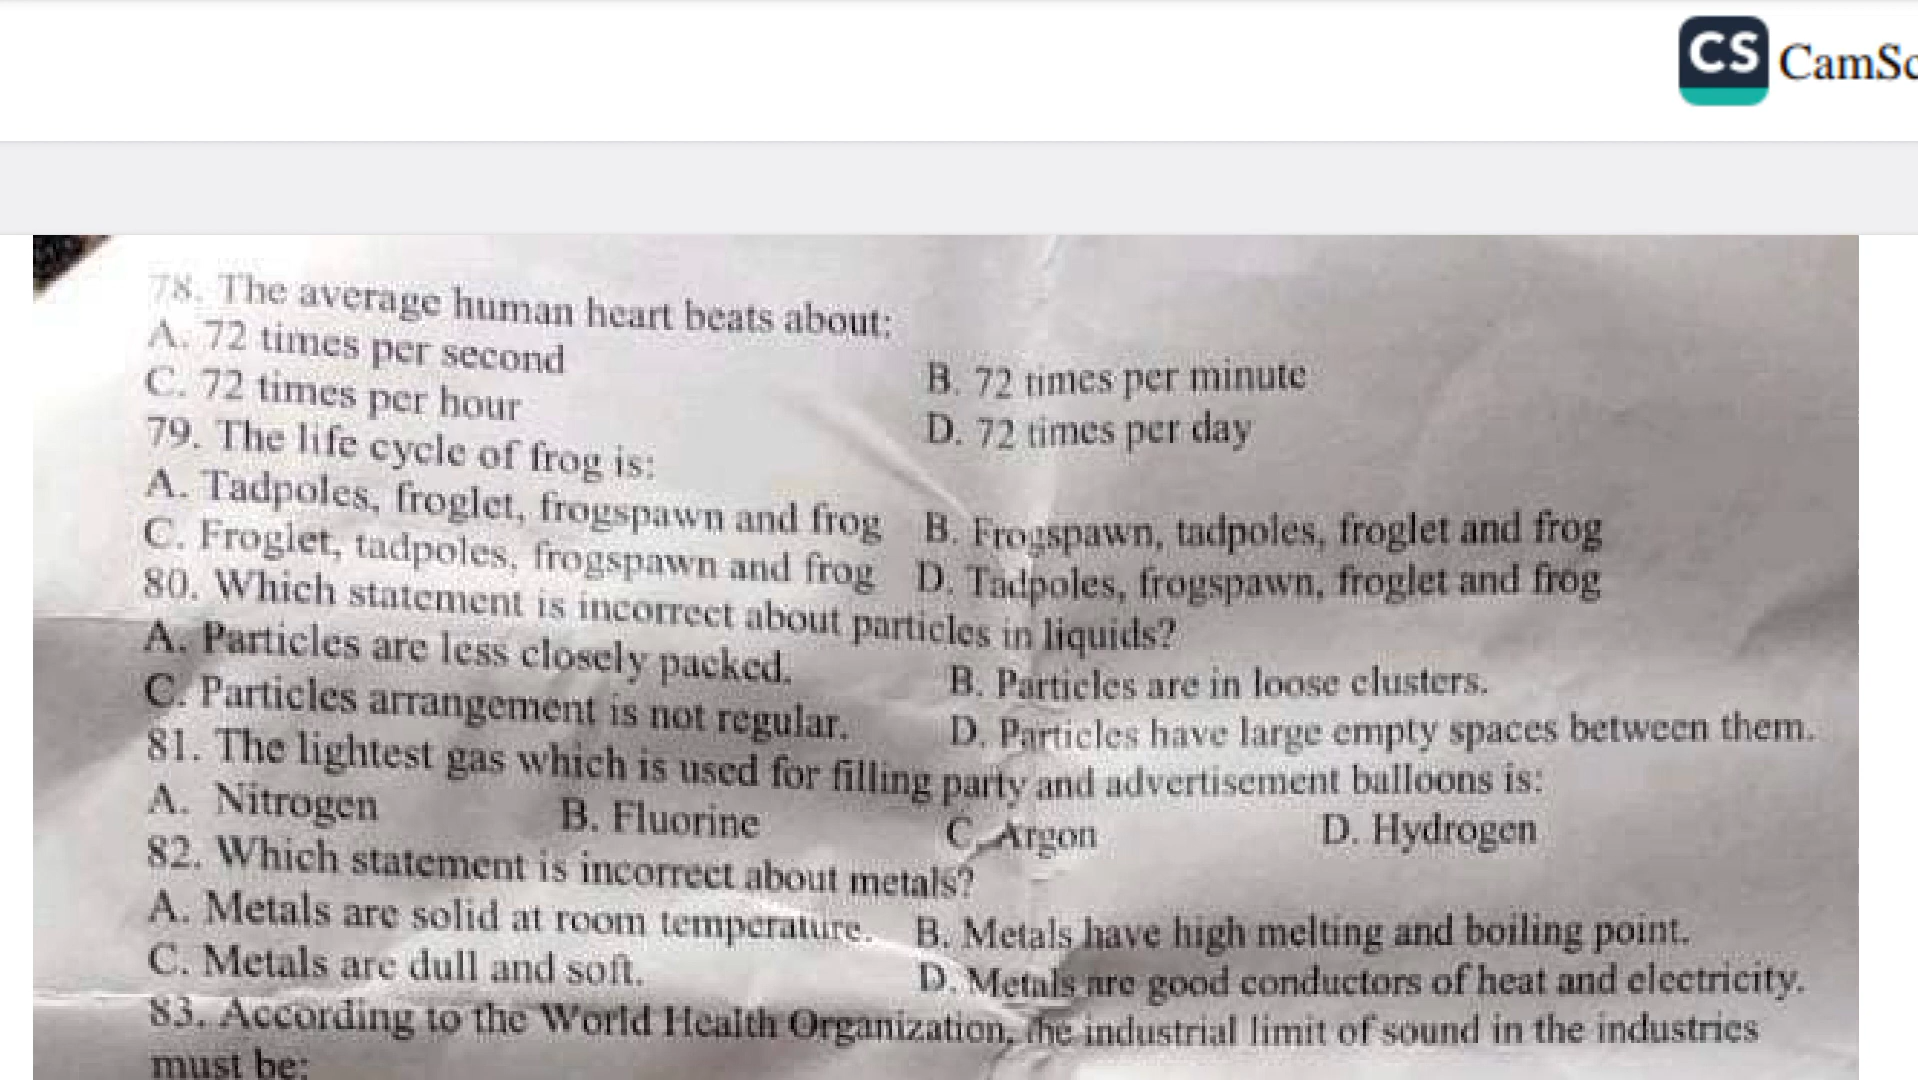 CS CamSc
78. The average human heart beats about:
A. 72 times per second
B. 72 times per minute
C. 72 times per hour
D. 72 times per day
79. The life cycle of frog is:
A. Tadpoles, froglet, frogspawn and frog B. Frogspawn, tadpoles, froglet and frog
C. Froglet, tadpoles, frogspawn and frog D. Tadpoles, frogspawn, froglet and frog
80. Which statement is incorrect about particles in liquids?
A. Particles are less closely packed.
B. Particles are in loose clusters.
C. Particles arrangement is not regular.
D. Particles have large empty spaces between them.
81. The lightest gas which is used for filling party and advertisement balloons is:
A. Nitrogen B. Fluorine C. Argon D. Hydrogen
82. Which statement is incorrect about metals?
A. Metals are solid at room temperature. B. Metals have high melting and boiling point.
C. Metals are dull and soft. D. Metals are good conductors of heat and electricity.
83. According to the World Health Organization, the industrial limit of sound in the industries
must be: